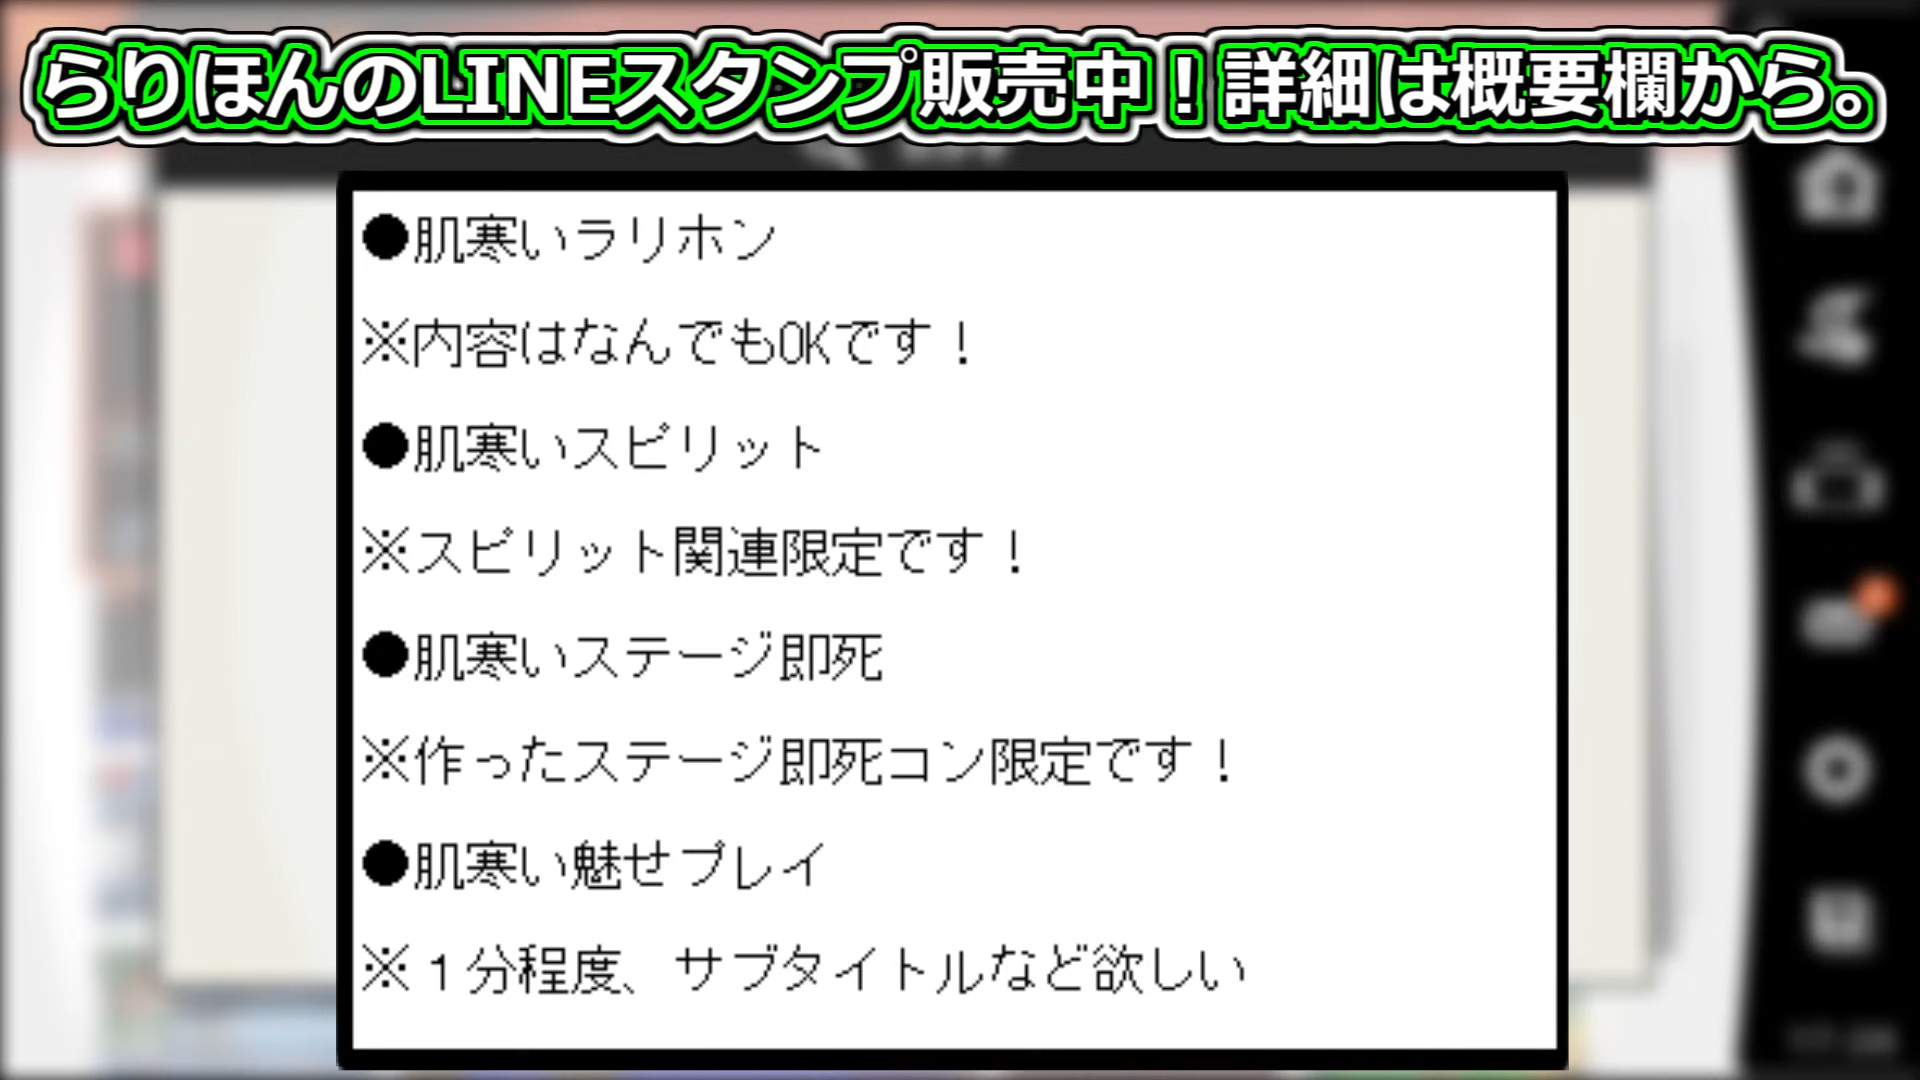 らりほんのLINEスタンプ販売中！詳細は概要欄から。
●肌寒いラリホン
※内容はなんでもOKです！
●肌寒いスピリット
※スピリット関連限定です！
●肌寒いステージ即死
※作ったステージ即死コン限定です！
●肌寒い魅せプレイ
※１分程度、サブタイトルなど欲しい